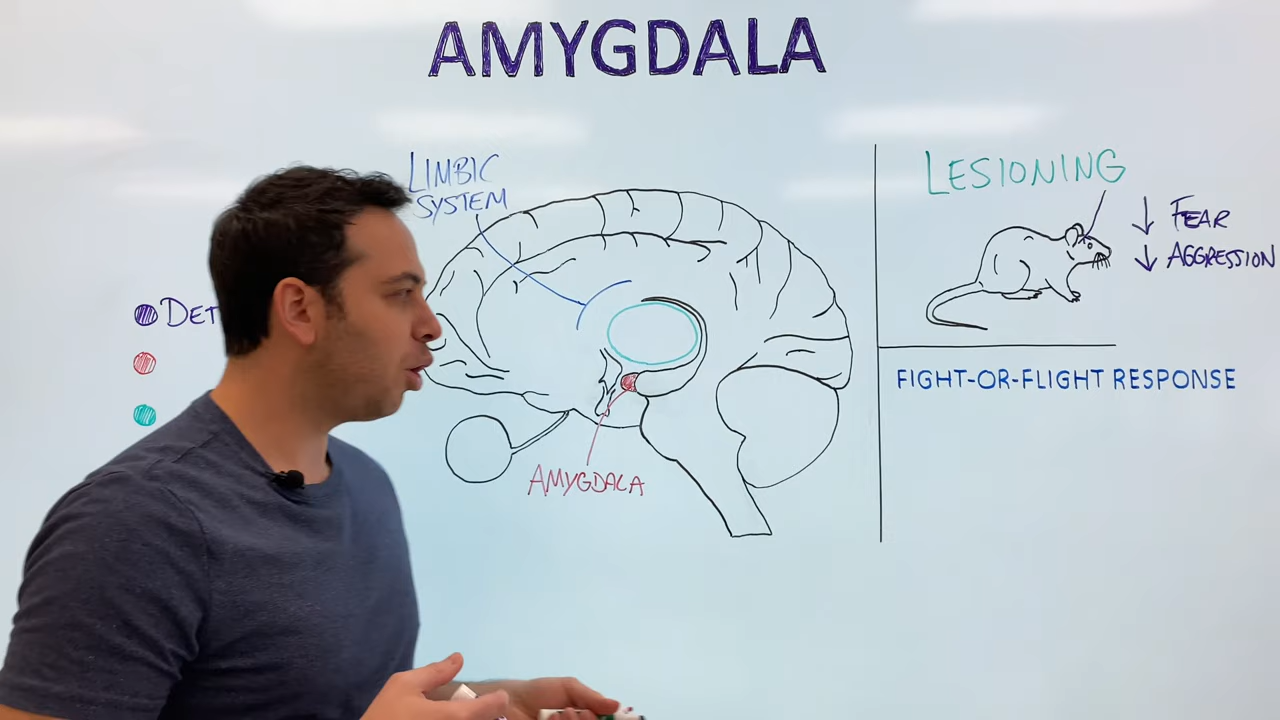 AMYGDALA
LIMBIC
SYSTEM
AMYGDALA
LESIONING
↓ FEAR
↓ AGGRESSION
FIGHT-OR-FLIGHT RESPONSE